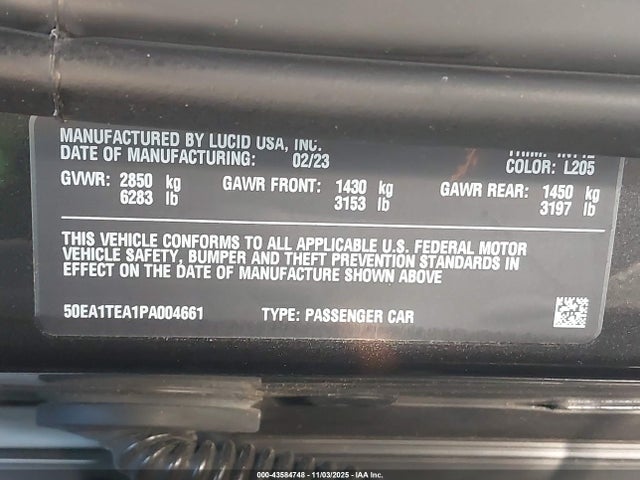 MANUFACTURED BY LUCID USA, INC.
DATE OF MANUFACTURING: 02/23 COLOR: L205
GVWR: 2850 kg GAWR FRONT: 1430 kg GAWR REAR: 1450 kg
6283 lb 3153 lb 3197 lb
THIS VEHICLE CONFORMS TO ALL APPLICABLE U.S. FEDERAL MOTOR
VEHICLE SAFETY, BUMPER AND THEFT PREVENTION STANDARDS IN
EFFECT ON THE DATE OF MANUFACTURE SHOWN ABOVE
50EA1TEA1PA004661 TYPE: PASSENGER CAR
000-43584748 - 11/03/2025 - IAA Inc.